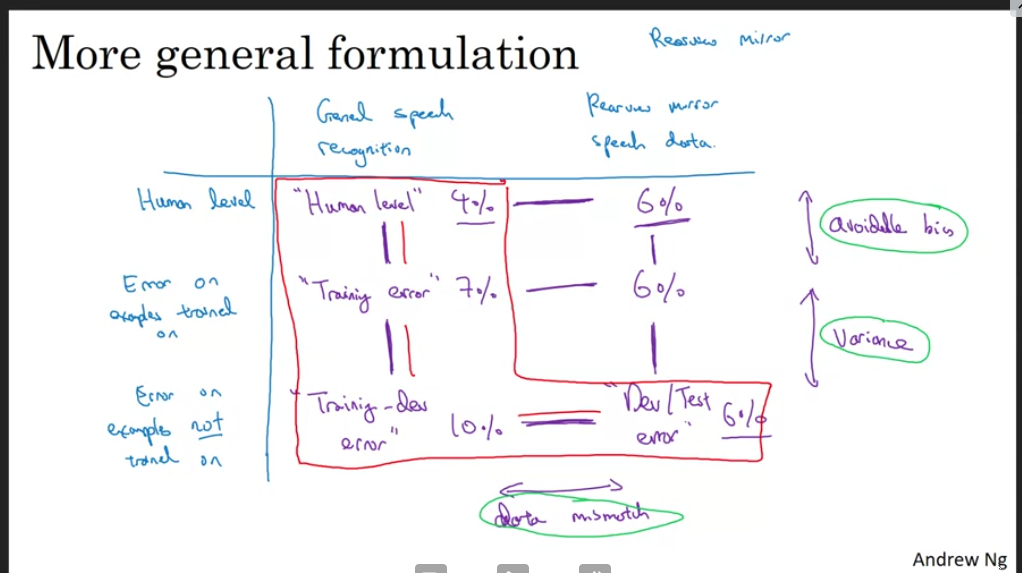 More general formulation
Rearview mirror
General speech
recognition
Rearview mirror
speech data.
Human level
"Human level" 4%
6%
avoidable bias
Error on
examples trained
on
"Training error" 7%
6%
Variance
Error on
examples not
trained on
"Training-dev
error"
10%
"Dev/Test
error"
6%
data mismatch
Andrew Ng